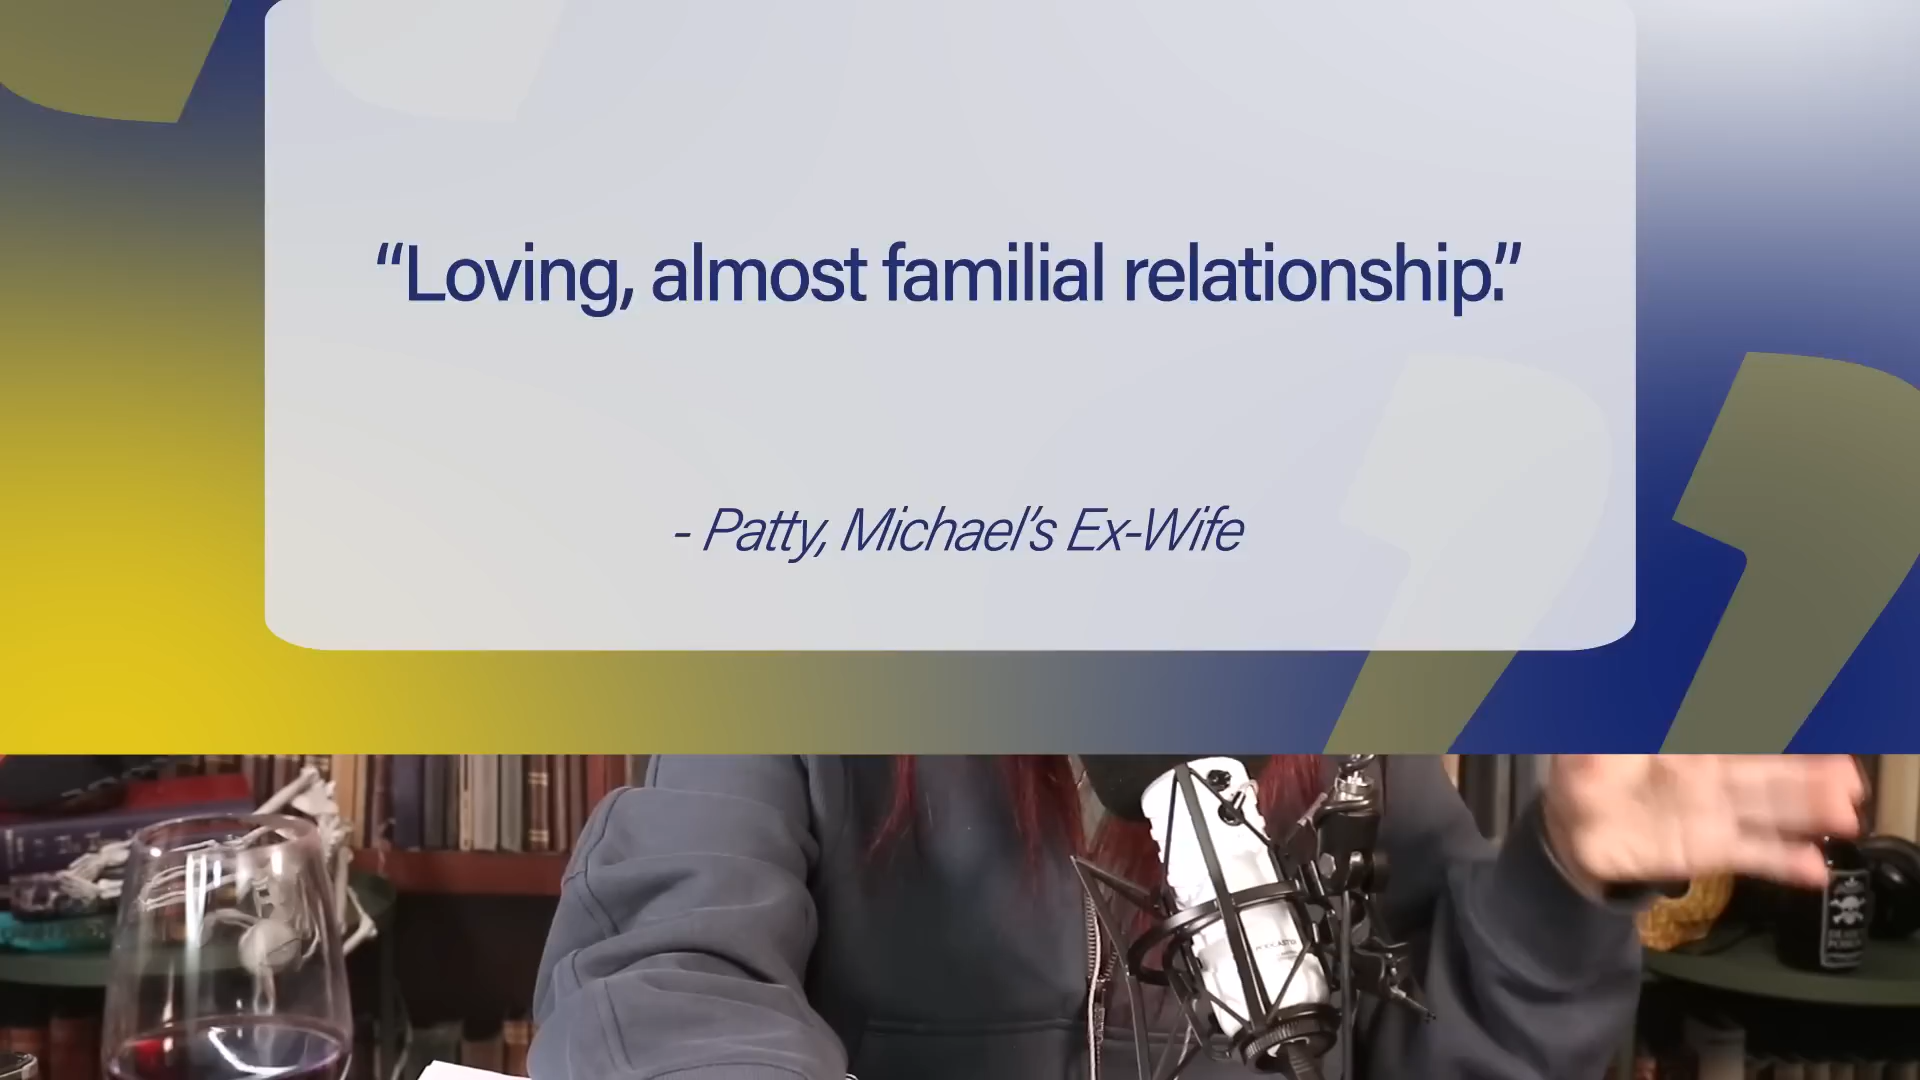 “Loving, almost familial relationship.”
- Patty, Michael’s Ex-Wife